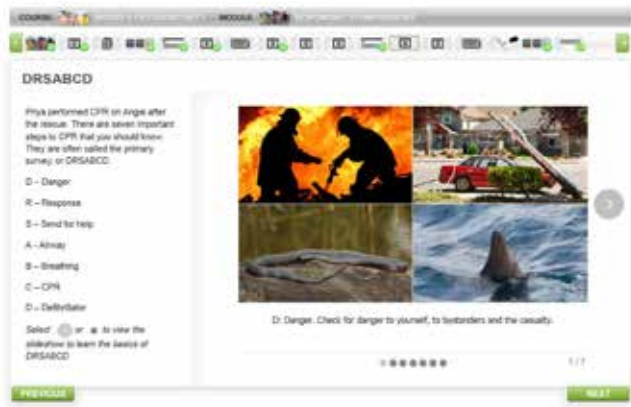 COURSE:
MODULE:
DRSABCD
Priya performed CPR on Angie after
the rescue. There are seven important
steps to CPR that you should know.
They are often called the primary
survey, or DRSABCD.
D – Danger
R – Response
S – Send for help
A – Airway
B – Breathing
C – CPR
D – Defibrillator
Select or to view the
slideshow to learn the basics of
DRSABCD
D: Danger. Check for danger to yourself, to bystanders and the casualty.
1 / 7
PREVIOUS
NEXT